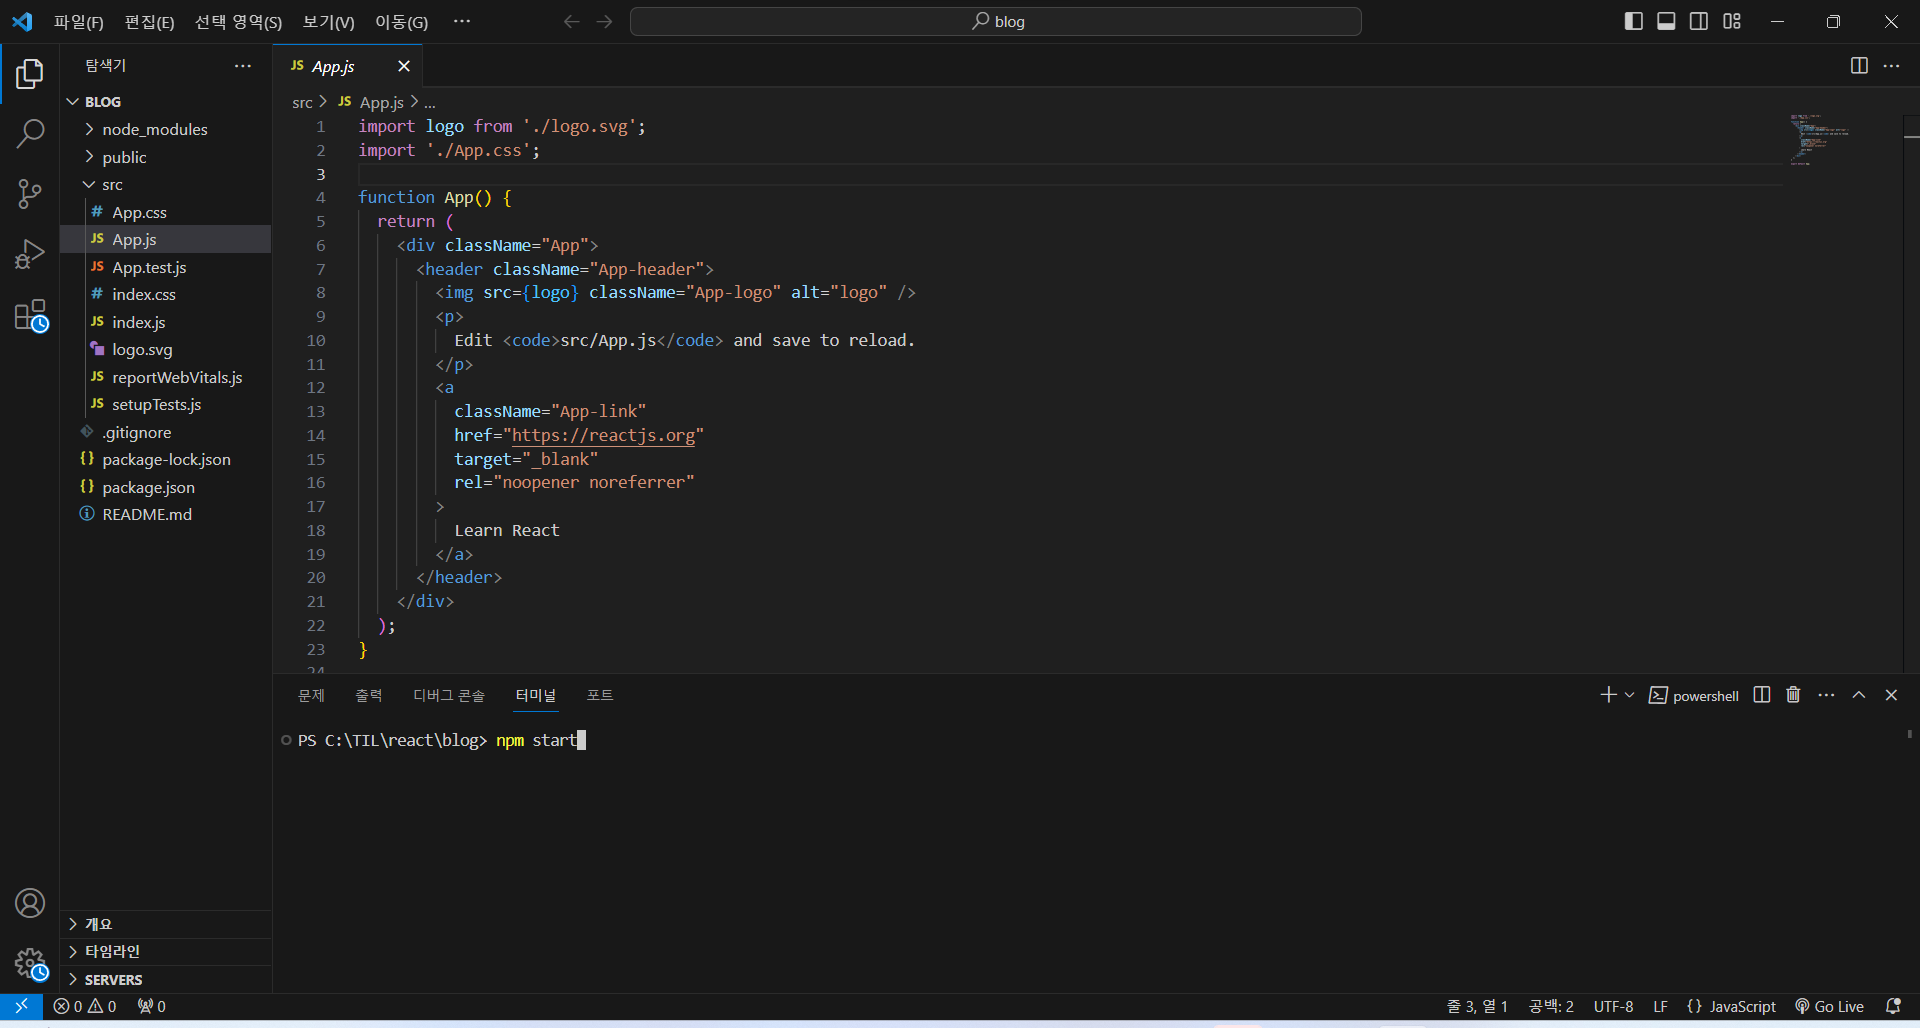 파일(F) 편집(E) 선택 영역(S) 보기(V) 이동(G) ··· blog
탐색기 ···
BLOG
node_modules
public
src
# App.css
JS App.js
JS App.test.js
# index.css
JS index.js
logo.svg
JS reportWebVitals.js
JS setupTests.js
.gitignore
{} package-lock.json
{} package.json
README.md
개요
타임라인
SERVERS
JS App.js
src > JS App.js > ...
1 import logo from './logo.svg';
2 import './App.css';
3
4 function App() {
5 return (
6 <div className="App">
7 <header className="App-header">
8 <img src={logo} className="App-logo" alt="logo" />
9 <p>
10 Edit <code>src/App.js</code> and save to reload.
11 </p>
12 <a
13 className="App-link"
14 href="https://reactjs.org"
15 target="_blank"
16 rel="noopener noreferrer"
17 >
18 Learn React
19 </a>
20 </header>
21 </div>
22 );
23 }
24
문제 출력 디버그 콘솔 터미널 포트 powershell
PS C:\TIL\react\blog> npm start
0 0 0 줄 3, 열 1 공백: 2 UTF-8 LF {} JavaScript Go Live